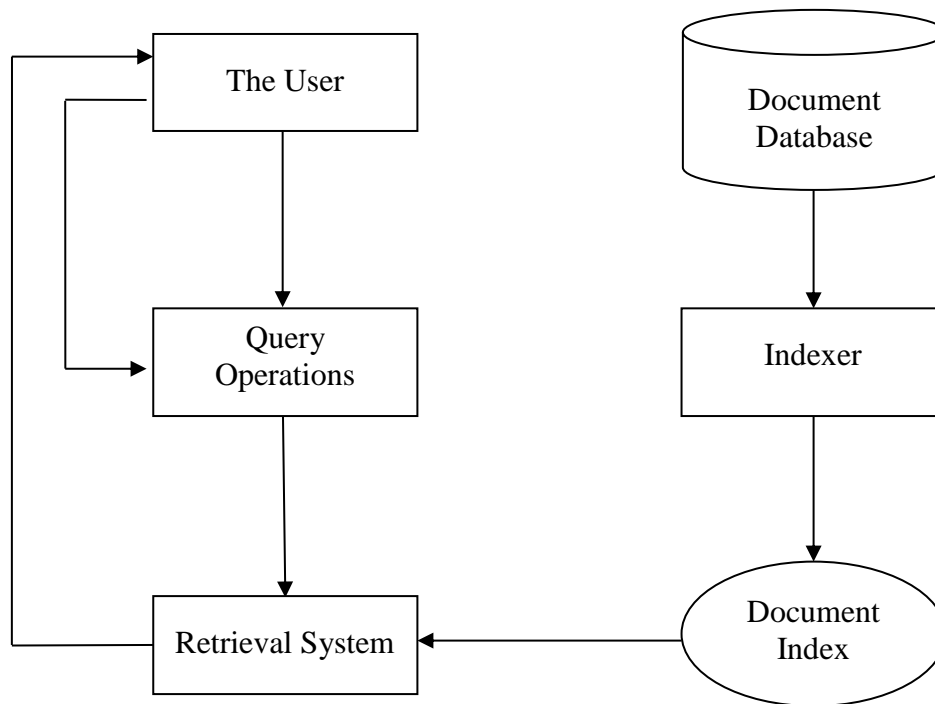 The User
Document
Database
Query
Operations
Indexer
Retrieval System
Document
Index